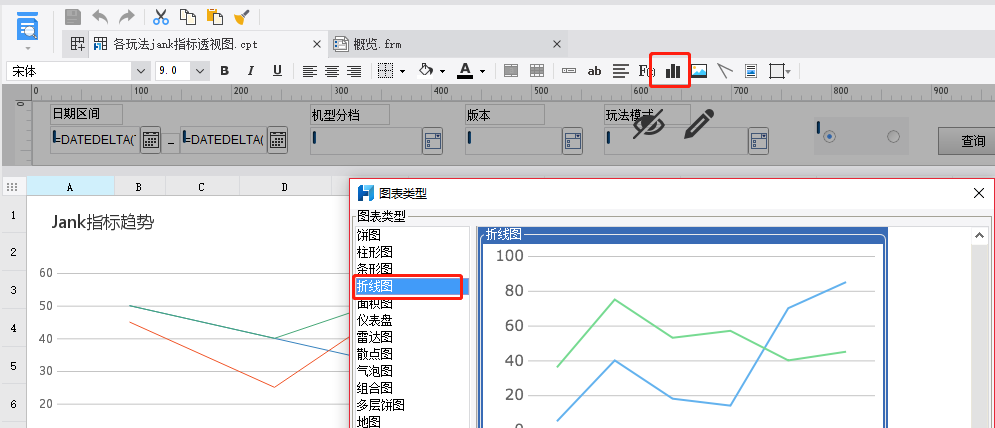 各玩法jank指标透视图.cpt
概览.frm
宋体
9.0
B
I
U
A
ab
F(
0 100 200 300 400 500 600 700 800 900
0
日期区间
机型分档
版本
玩法模式
=DATEDELTA(
=DATEDELTA(
查询
A B C D
图表类型
1
Jank指标趋势
2
60
3
50
4
40
5
30
6
20
图表类型
饼图
柱形图
条形图
折线图
面积图
仪表盘
雷达图
散点图
气泡图
组合图
多层饼图
地图
折线图
100
80
60
40
20
0